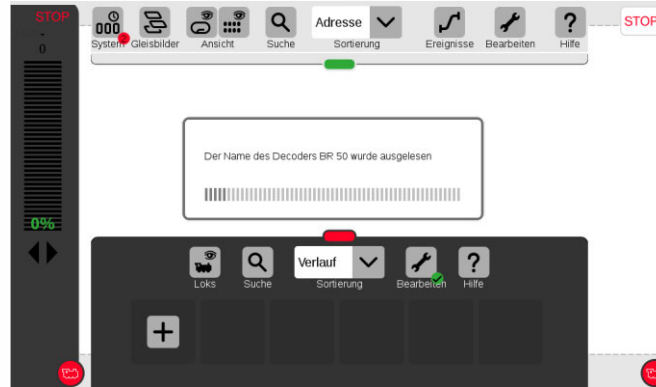 STOP
-
0
System
Gleisbilder
Ansicht
Suche
Adresse
Sortierung
Ereignisse
Bearbeiten
?
Hilfe
STOP
Der Name des Decoders BR 50 wurde ausgelesen
0%
Loks
Suche
Verlauf
Sortierung
Bearbeiten
?
Hilfe
+